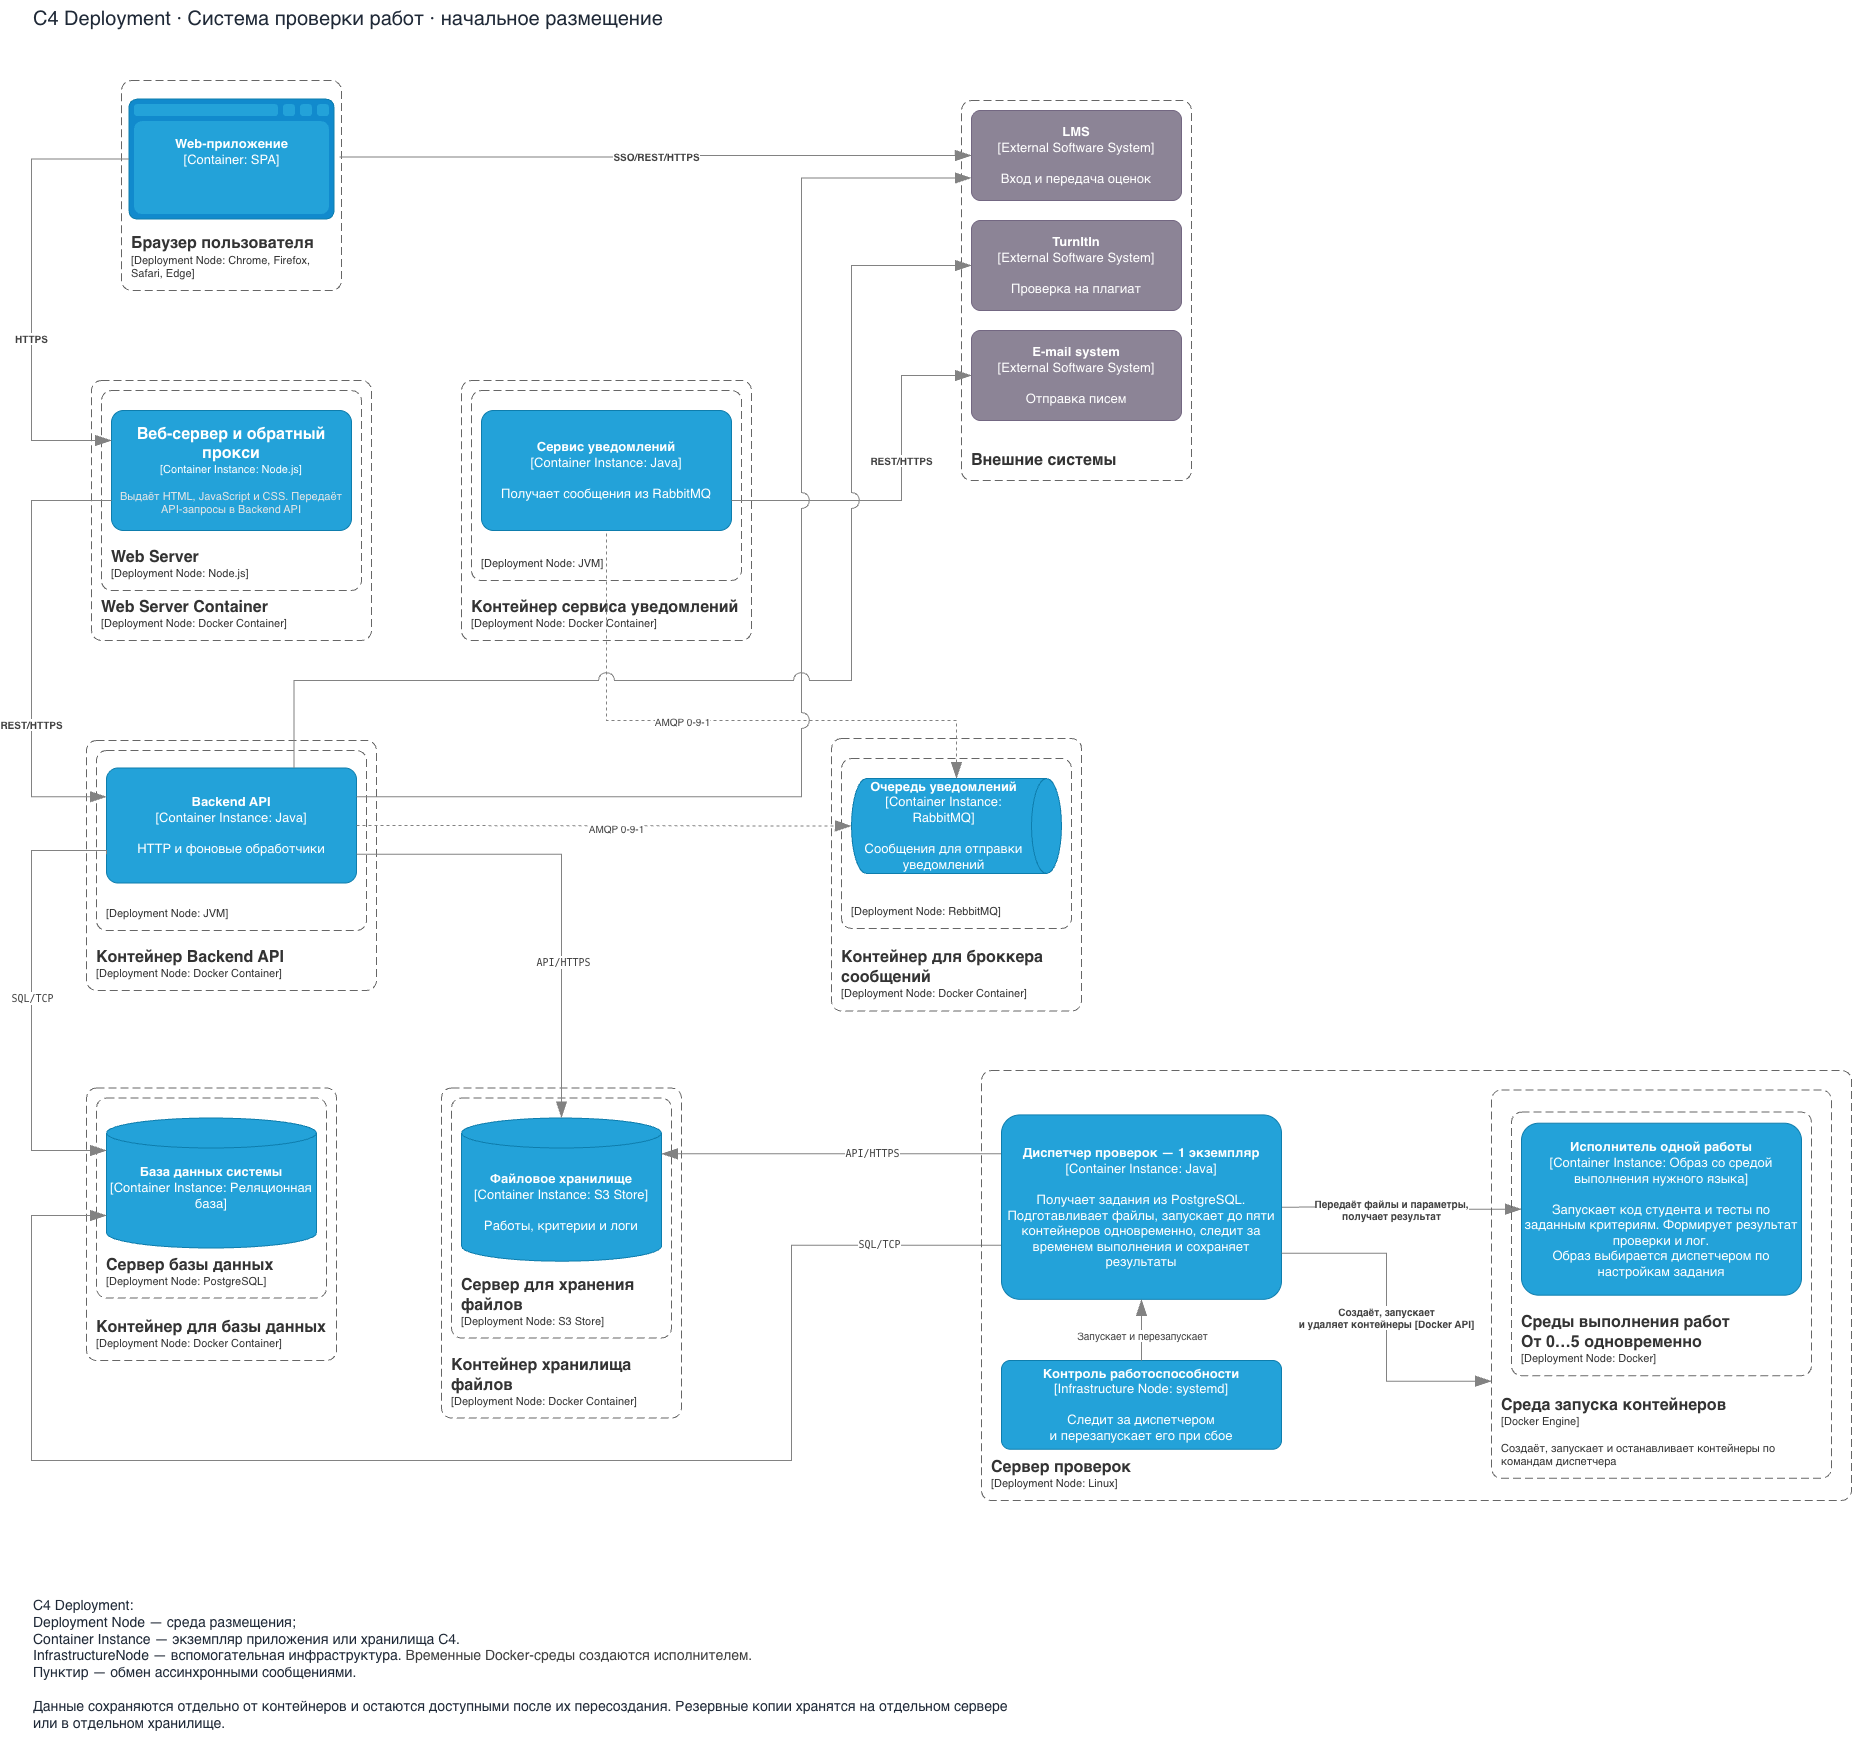 C4 Deployment · Система проверки работ · начальное размещение
Web-приложение
[Container: SPA]
Браузер пользователя
[Deployment Node: Chrome, Firefox,
Safari, Edge]
SSO/REST/HTTPS
LMS
[External Software System]
Вход и передача оценок
TurnItIn
[External Software System]
Проверка на плагиат
E-mail system
[External Software System]
Отправка писем
Внешние системы
HTTPS
Веб-сервер и обратный
прокси
[Container Instance: Node.js]
Выдаёт HTML, JavaScript и CSS. Передаёт
API-запросы в Backend API
Web Server
[Deployment Node: Node.js]
Web Server Container
[Deployment Node: Docker Container]
Сервис уведомлений
[Container Instance: Java]
Получает сообщения из RabbitMQ
[Deployment Node: JVM]
Контейнер сервиса уведомлений
[Deployment Node: Docker Container]
REST/HTTPS
REST/HTTPS
AMQP 0-9-1
Backend API
[Container Instance: Java]
HTTP и фоновые обработчики
[Deployment Node: JVM]
Контейнер Backend API
[Deployment Node: Docker Container]
AMQP 0-9-1
Очередь уведомлений
[Container Instance:
RabbitMQ]
Сообщения для отправки
уведомлений
[Deployment Node: RebbitMQ]
Контейнер для броккера
сообщений
[Deployment Node: Docker Container]
API/HTTPS
SQL/TCP
База данных системы
[Container Instance: Реляционная
база]
Сервер базы данных
[Deployment Node: PostgreSQL]
Контейнер для базы данных
[Deployment Node: Docker Container]
Файловое хранилище
[Container Instance: S3 Store]
Работы, критерии и логи
Сервер для хранения
файлов
[Deployment Node: S3 Store]
Контейнер хранилища
файлов
[Deployment Node: Docker Container]
API/HTTPS
SQL/TCP
Диспетчер проверок — 1 экземпляр
[Container Instance: Java]
Получает задания из PostgreSQL.
Подготавливает файлы, запускает до пяти
контейнеров одновременно, следит за
временем выполнения и сохраняет
результаты
Запускает и перезапускает
Контроль работоспособности
[Infrastructure Node: systemd]
Следит за диспетчером
и перезапускает его при сбое
Сервер проверок
[Deployment Node: Linux]
Передаёт файлы и параметры,
получает результат
Создаёт, запускает
и удаляет контейнеры [Docker API]
Исполнитель одной работы
[Container Instance: Образ со средой
выполнения нужного языка]
Запускает код студента и тесты по
заданным критериям. Формирует результат
проверки и лог.
Образ выбирается диспетчером по
настройкам задания
Среды выполнения работ
От 0...5 одновременно
[Deployment Node: Docker]
Среда запуска контейнеров
[Docker Engine]
Создаёт, запускает и останавливает контейнеры по
командам диспетчера
C4 Deployment:
Deployment Node — среда размещения;
Container Instance — экземпляр приложения или хранилища C4.
InfrastructureNode — вспомогательная инфраструктура. Временные Docker-среды создаются исполнителем.
Пунктир — обмен ассинхронными сообщениями.
Данные сохраняются отдельно от контейнеров и остаются доступными после их пересоздания. Резервные копии хранятся на отдельном сервере
или в отдельном хранилище.